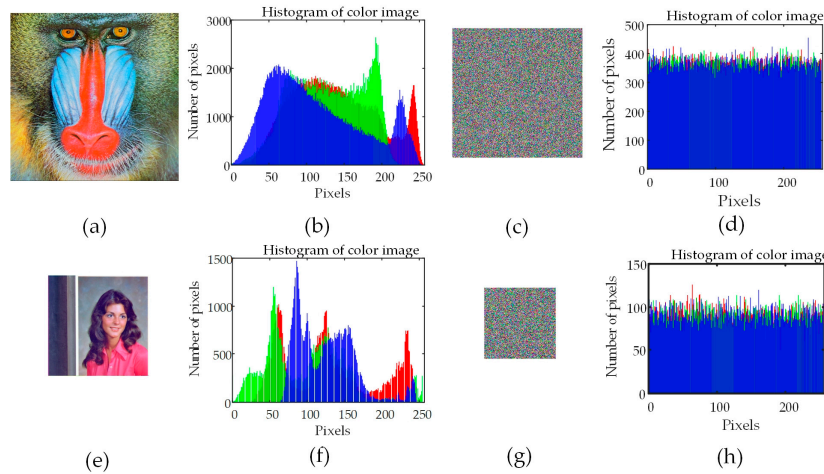 Histogram of color image
Number of pixels
3000
2000
1000
0
0 50 100 150 200 250
Pixels
Histogram of color image
Number of pixels
500
400
300
200
100
0
0 100 200
Pixels
(a)
(b)
(c)
(d)
Histogram of color image
Number of pixels
1500
1000
500
0
0 50 100 150 200 250
Pixels
Histogram of color image
Number of pixels
150
100
50
0
0 100 200
Pixels
(e)
(f)
(g)
(h)